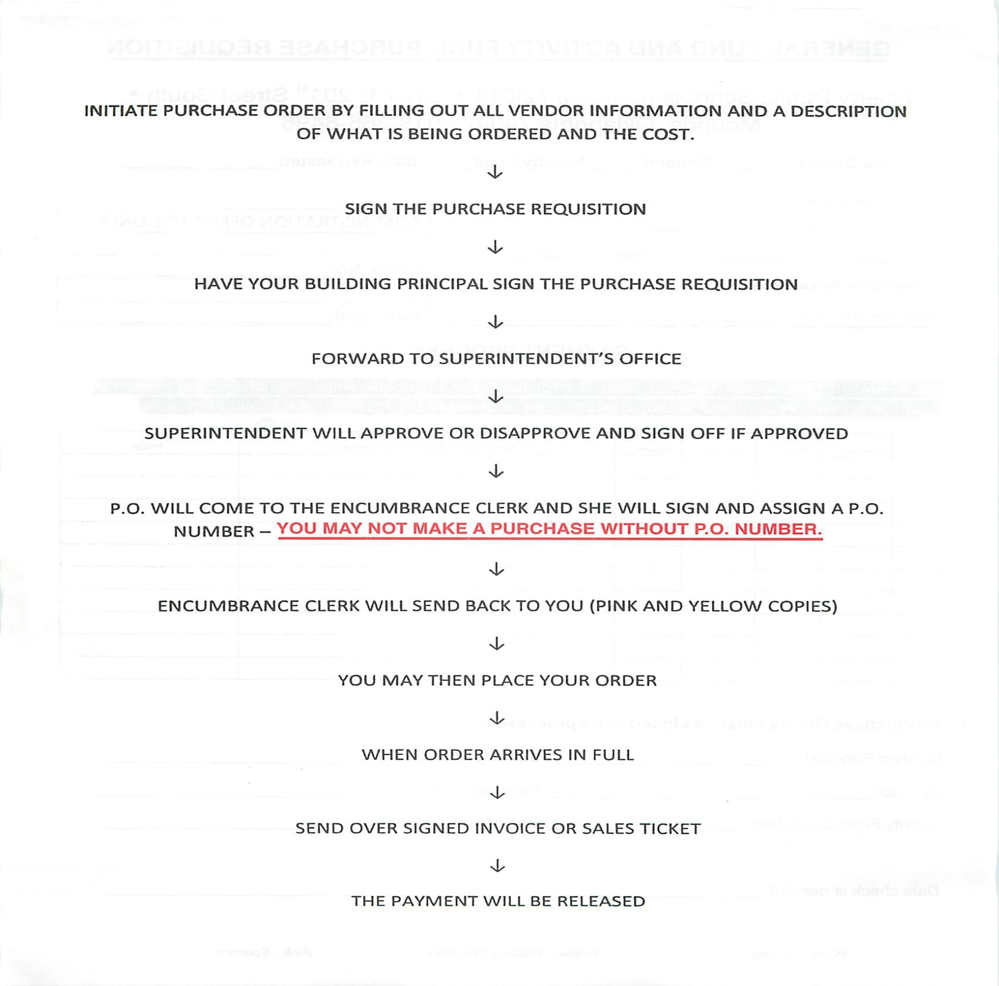 INITIATE PURCHASE ORDER BY FILLING OUT ALL VENDOR INFORMATION AND A DESCRIPTION
OF WHAT IS BEING ORDERED AND THE COST.
↓
SIGN THE PURCHASE REQUISITION
↓
HAVE YOUR BUILDING PRINCIPAL SIGN THE PURCHASE REQUISITION
↓
FORWARD TO SUPERINTENDENT’S OFFICE
↓
SUPERINTENDENT WILL APPROVE OR DISAPPROVE AND SIGN OFF IF APPROVED
↓
P.O. WILL COME TO THE ENCUMBRANCE CLERK AND SHE WILL SIGN AND ASSIGN A P.O.
NUMBER – YOU MAY NOT MAKE A PURCHASE WITHOUT P.O. NUMBER.
↓
ENCUMBRANCE CLERK WILL SEND BACK TO YOU (PINK AND YELLOW COPIES)
↓
YOU MAY THEN PLACE YOUR ORDER
↓
WHEN ORDER ARRIVES IN FULL
↓
SEND OVER SIGNED INVOICE OR SALES TICKET
↓
THE PAYMENT WILL BE RELEASED